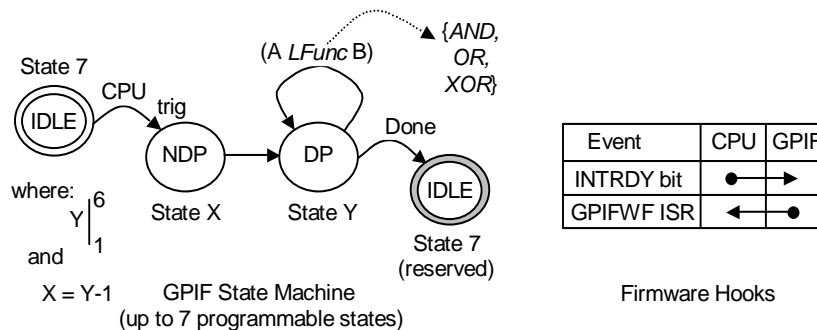 State 7
IDLE
CPU
trig
NDP
State X
(A LFunc B)
{AND,
OR,
XOR}
DP
State Y
Done
IDLE
State 7
(reserved)
where:
Y
6
1
and
X = Y-1
GPIF State Machine
(up to 7 programmable states)
Event CPU GPIF
INTRDY bit
GPIFWF ISR
Firmware Hooks